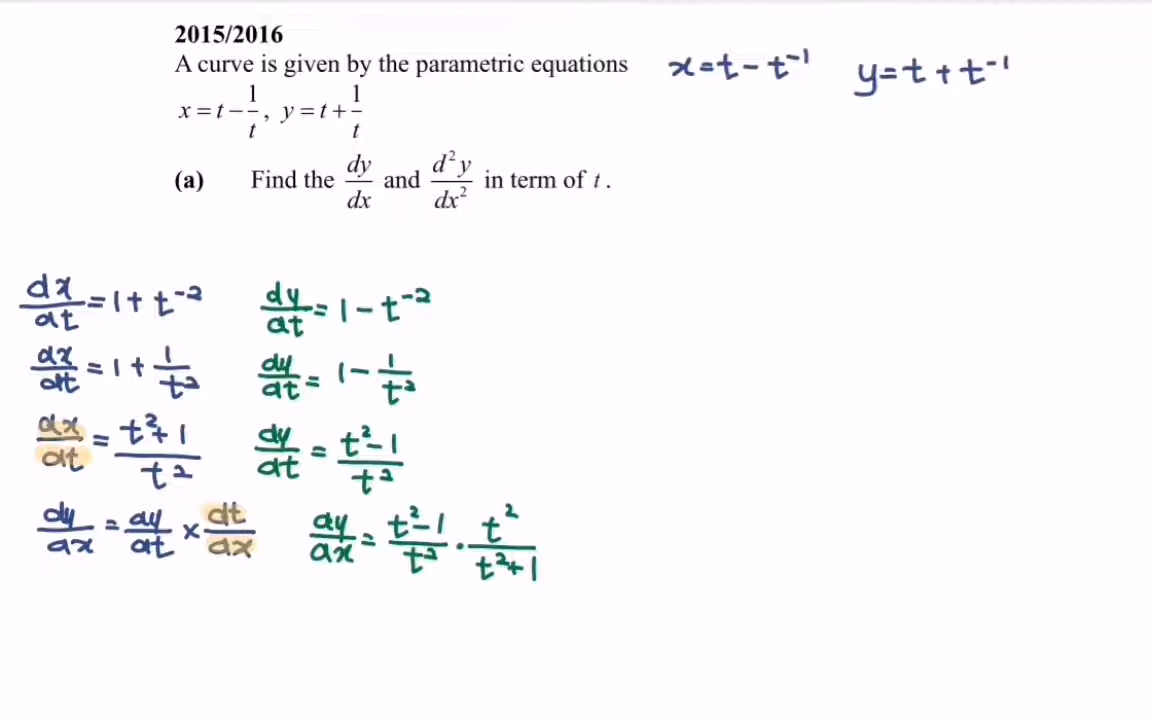 2015/2016
A curve is given by the parametric equations
x = t − 1/t, y = t + 1/t
x = t − t⁻¹ y = t + t⁻¹
(a) Find the dy/dx and d²y/dx² in term of t.
dx/dt = 1 + t⁻² dy/dt = 1 − t⁻²
dx/dt = 1 + 1/t² dy/dt = 1 − 1/t²
dx/dt = (t² + 1)/t² dy/dt = (t² − 1)/t²
dy/dx = dy/dt × dt/dx dy/dx = (t² − 1)/t² · t²/(t² + 1)